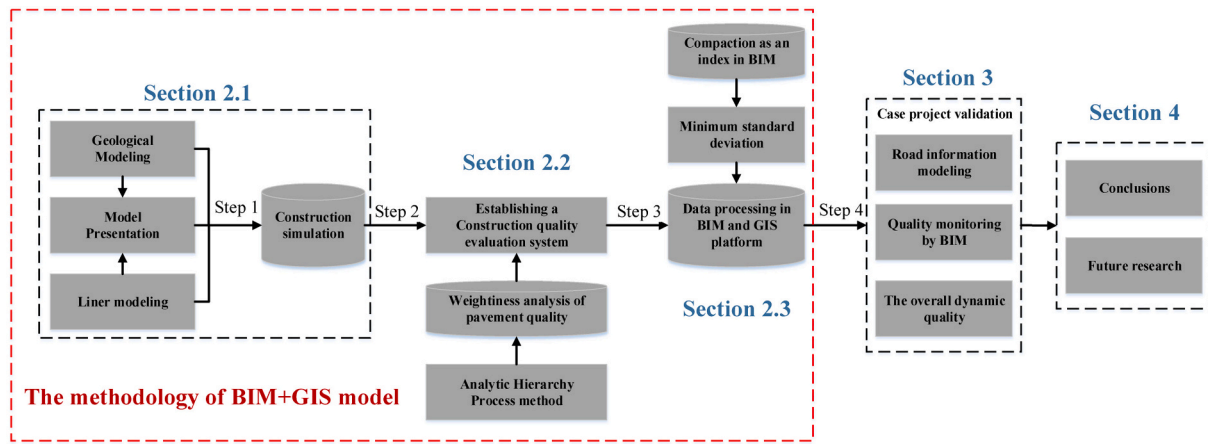 Section 2.1
Geological
Modeling
Model
Presentation
Liner modeling
Step 1
Construction
simulation
Step 2
Section 2.2
Establishing a
Construction quality
evaluation system
Weightiness analysis of
pavement quality
Analytic Hierarchy
Process method
Step 3
Compaction as an
index in BIM
Minimum standard
deviation
Data processing in
BIM and GIS
platform
Section 2.3
The methodology of BIM+GIS model
Step 4
Section 3
Case project validation
Road information
modeling
Quality monitoring
by BIM
The overall dynamic
quality
Section 4
Conclusions
Future research